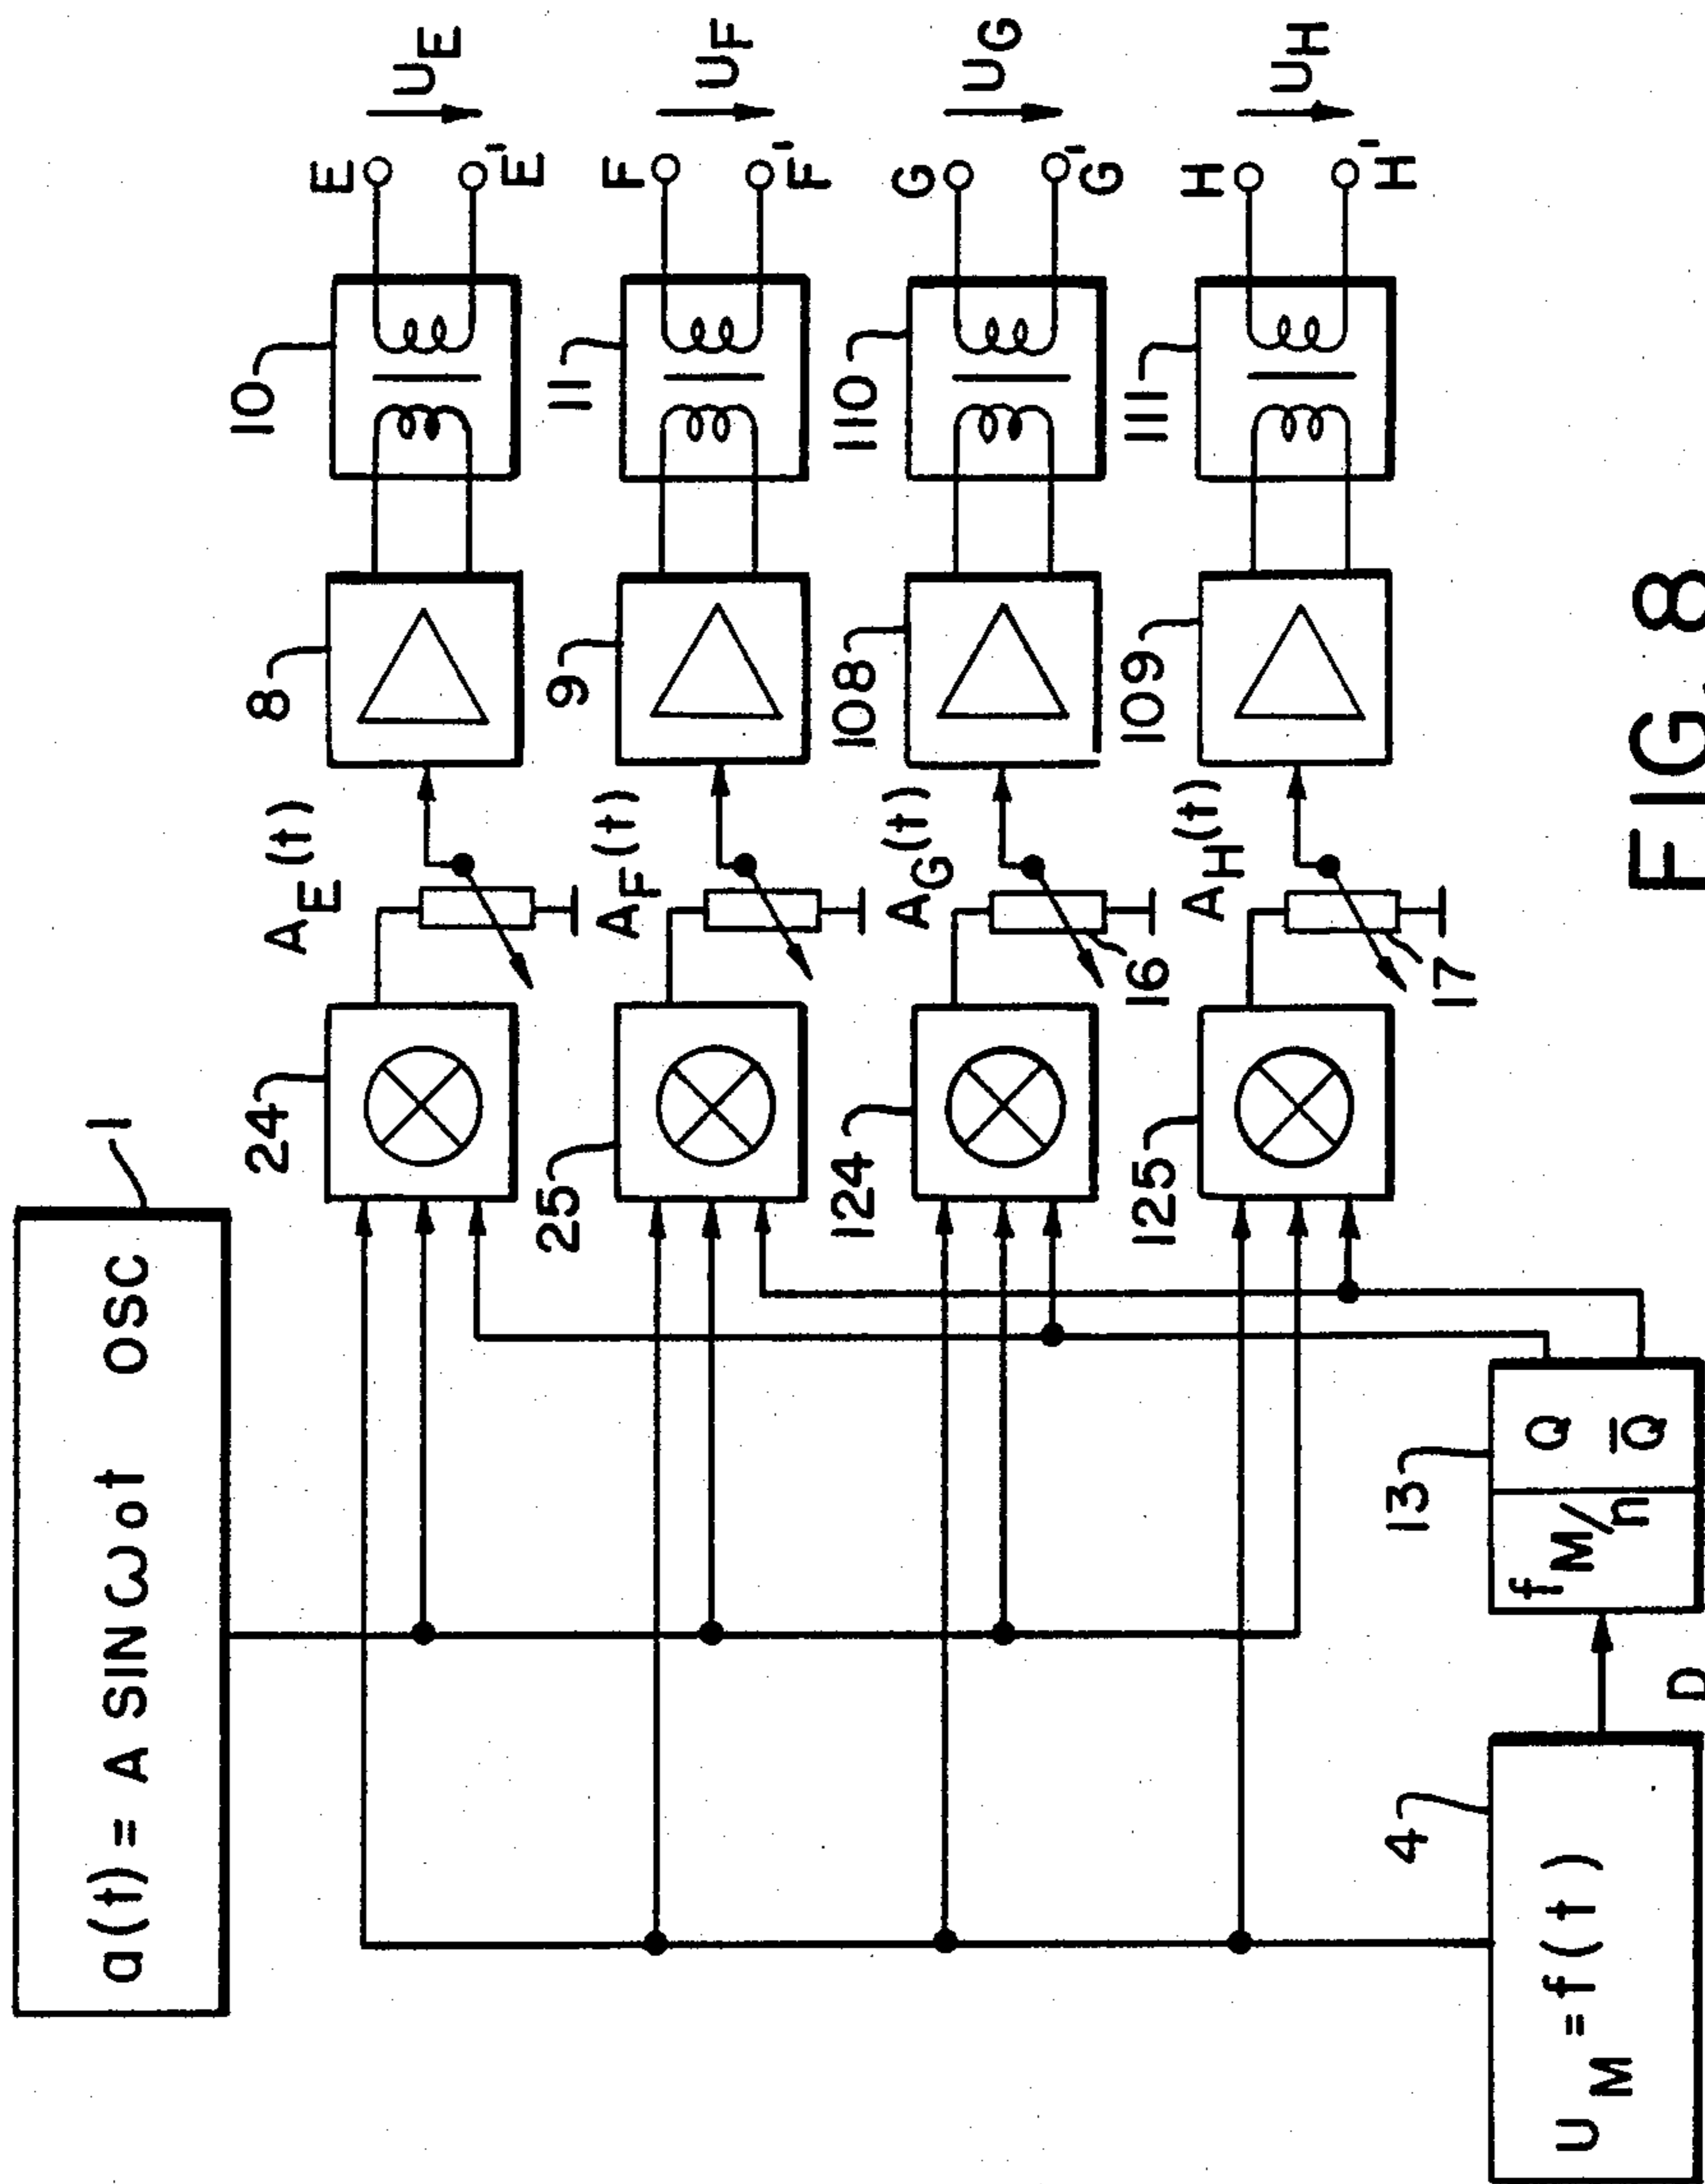 a(t) = A SIN ωot OSC
1
24
A_E(t)
8
10
E
E'
U_E
25
A_F(t)
9
11
F
F'
U_F
124
A_G(t)
16
108
110
G
G'
U_G
125
A_H(t)
17
109
111
H
H'
U_H
U_M = f(t)
4
D
f_M/n
Q
Q̅
13
FIG. 8